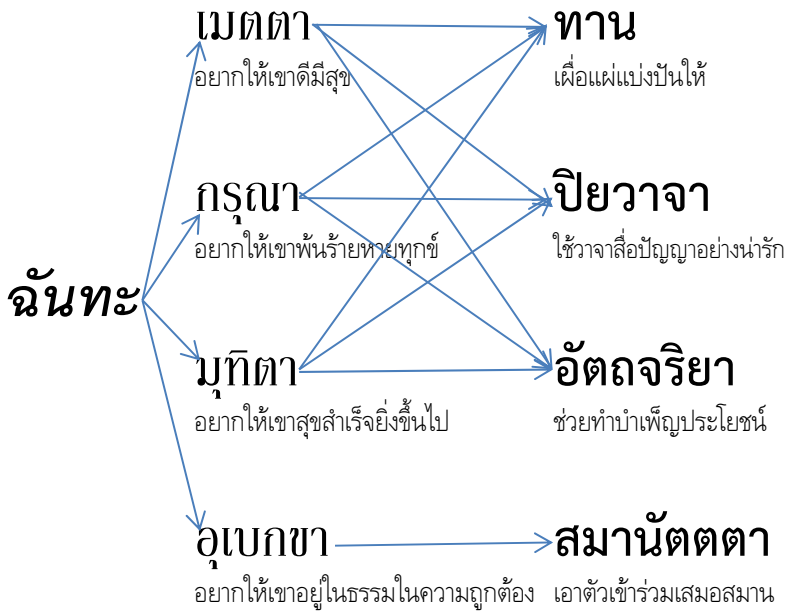 เมตตา
อยากให้เขาดีมีสุข
ทาน
เผื่อแผ่แบ่งปันให้
กรุณา
อยากให้เขาพ้นร้ายหายทุกข์
ปิยวาจา
ใช้วาจาสื่อปัญญาอย่างน่ารัก
ฉันทะ
มุทิตา
อยากให้เขาสุขสำเร็จยิ่งขึ้นไป
อัตถจริยา
ช่วยทำบำเพ็ญประโยชน์
อุเบกขา
อยากให้เขาอยู่ในธรรมในความถูกต้อง
สมานัตตตา
เอาตัวเข้าร่วมเสมอสมาน